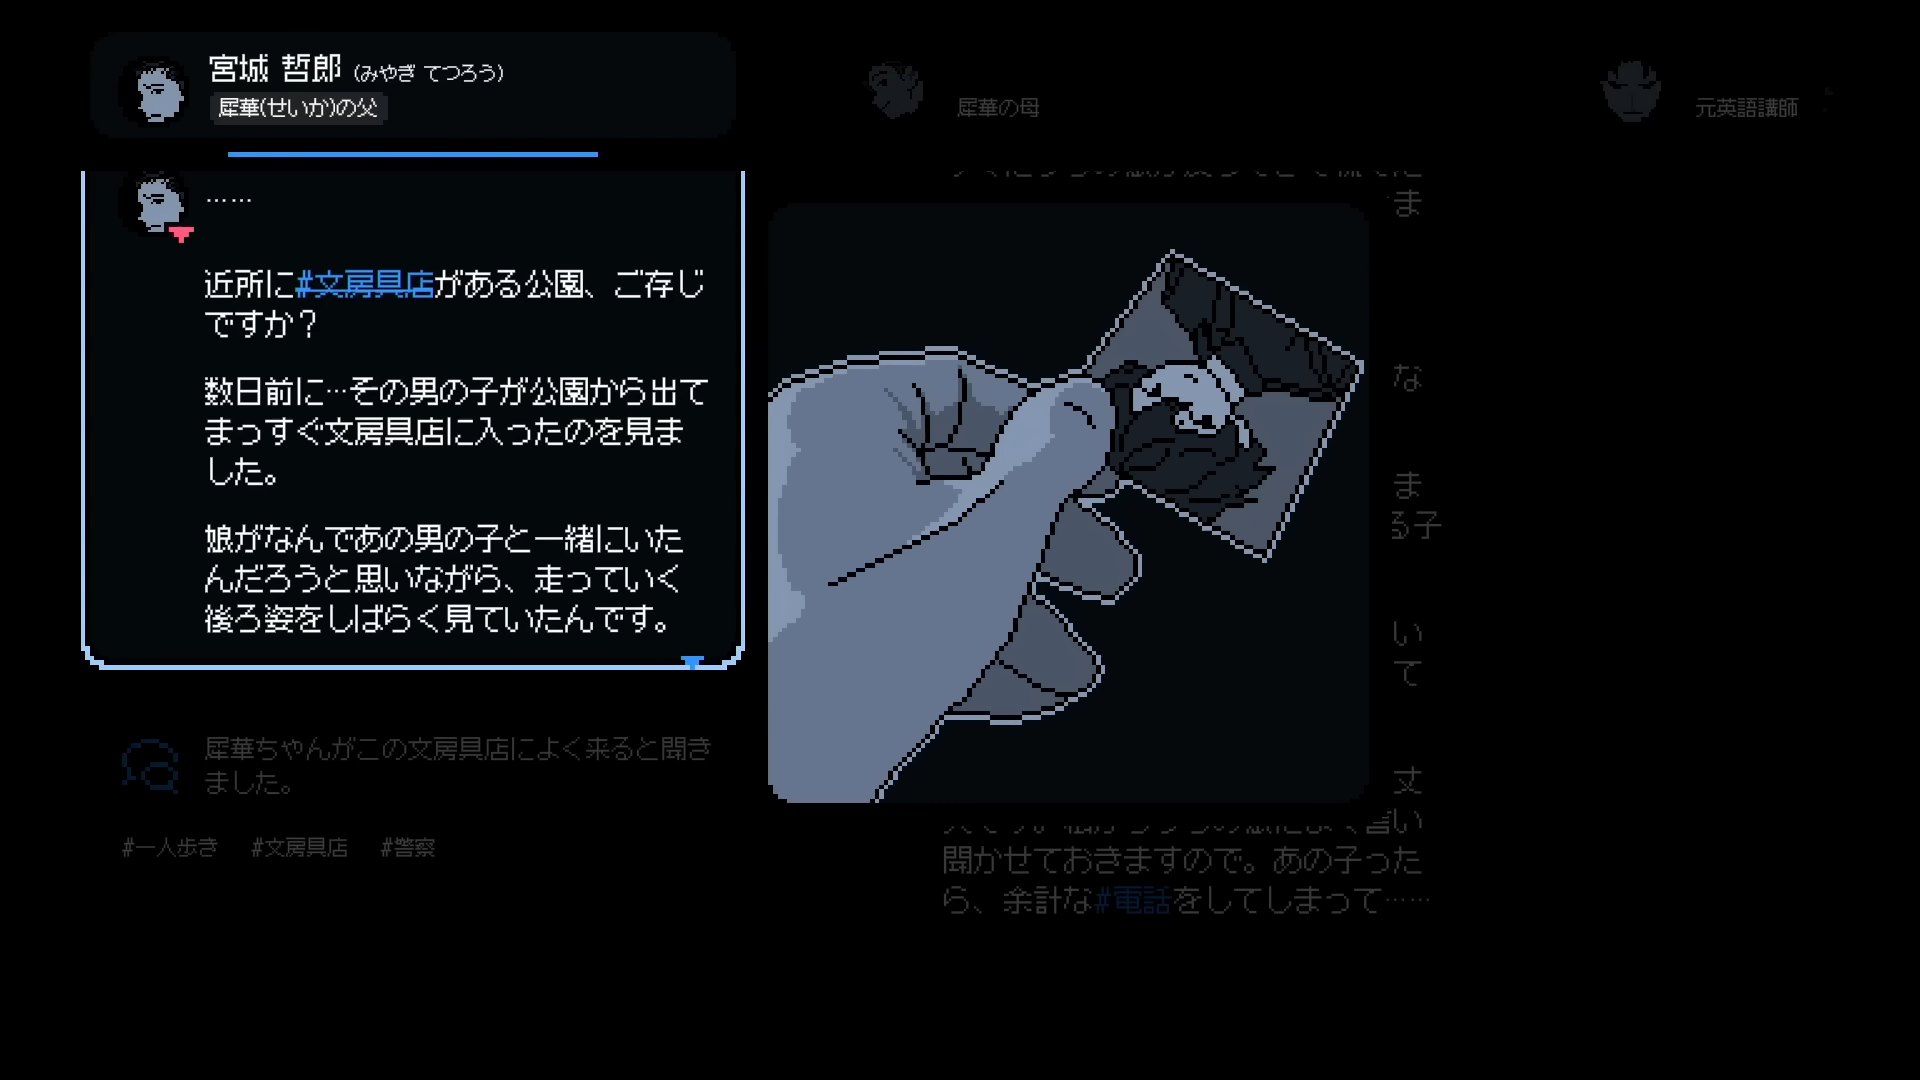 宮城 哲郎 (みやぎ てつろう)
犀華(せいか)の父
犀華の母
元英語講師
……
近所に#文房具店がある公園、ご存じ
ですか？
数日前に…その男の子が公園から出て
まっすぐ文房具店に入ったのを見ま
した。
娘がなんであの男の子と一緒にいた
んだろうと思いながら、走っていく
後ろ姿をしばらく見ていたんです。
犀華ちゃんがこの文房具店によく来ると聞き
ました。
#一人歩き #文房具店 #警察
ま
な
ま
る子
い
て
丈
聞かせておきますので。あの子った
ら、余計な#電話をしてしまって……